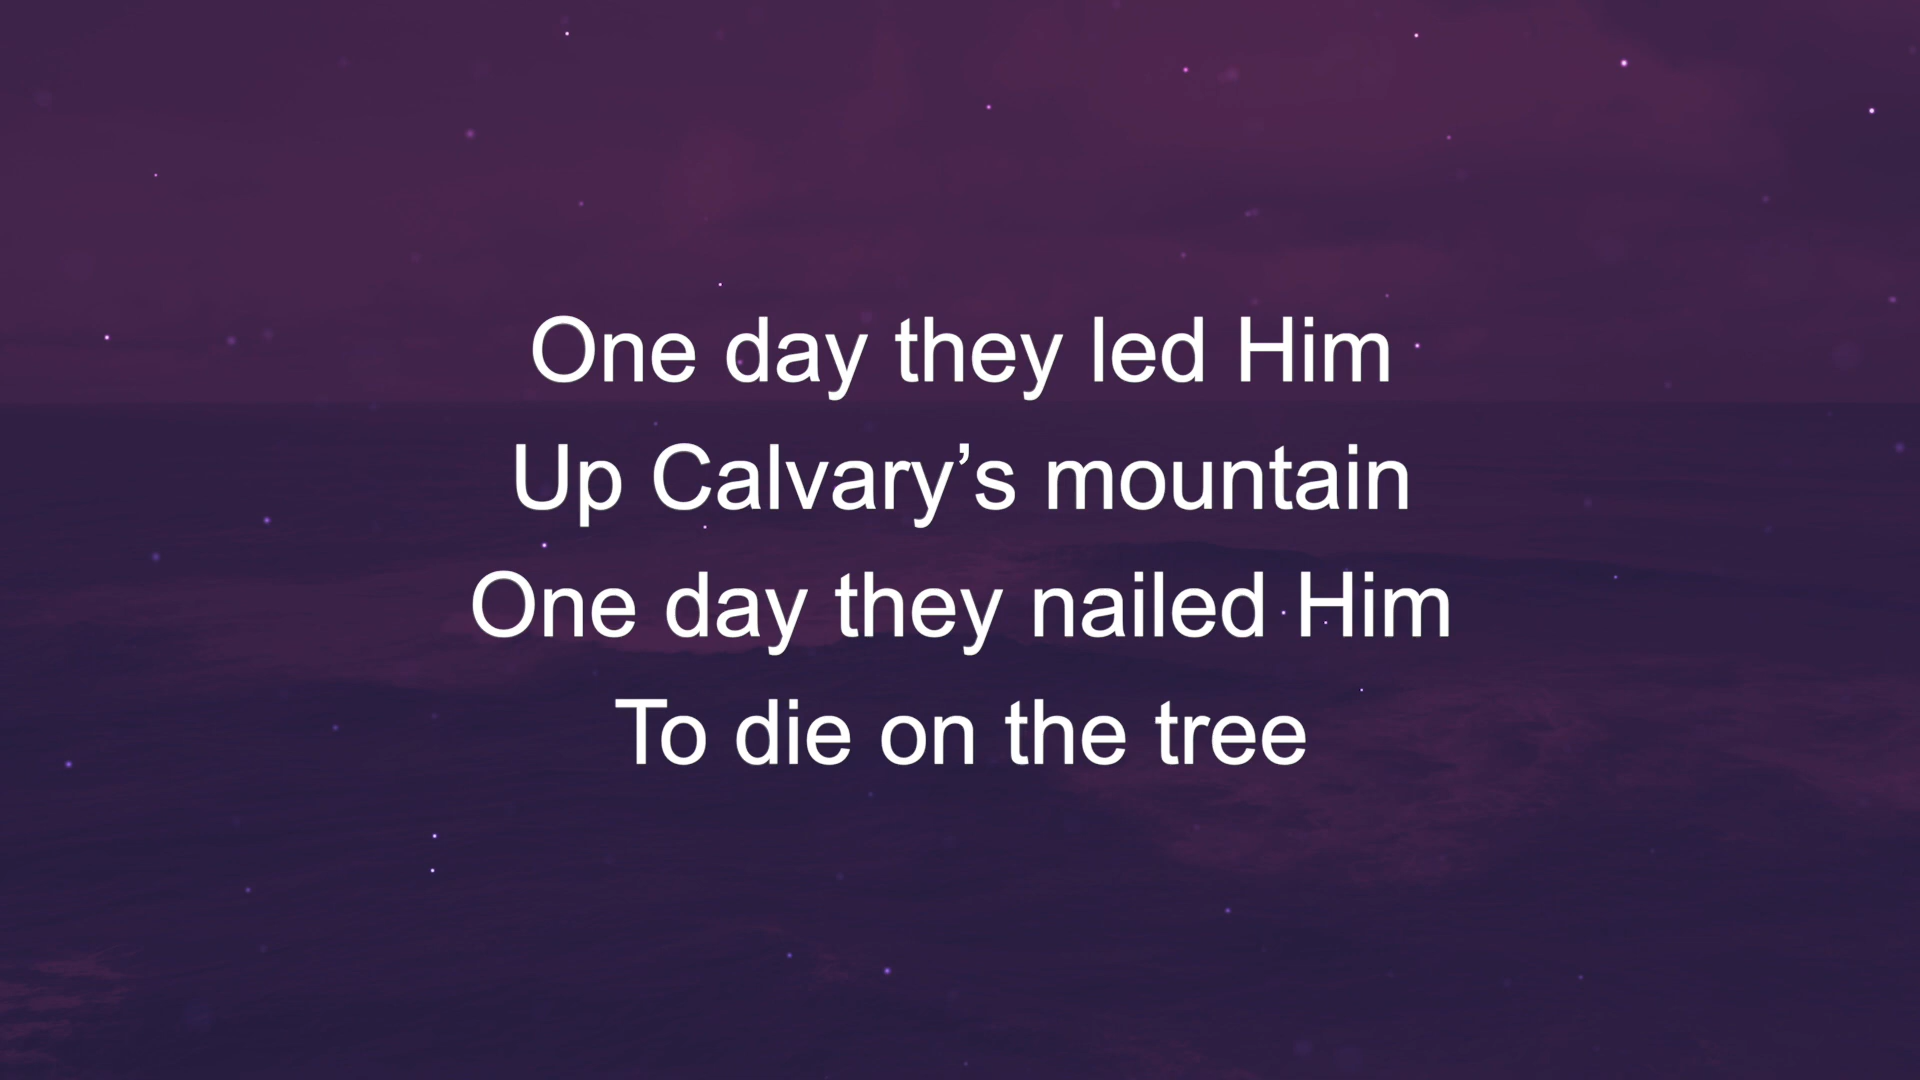 One day they led Him
Up Calvary’s mountain
One day they nailed Him
To die on the tree